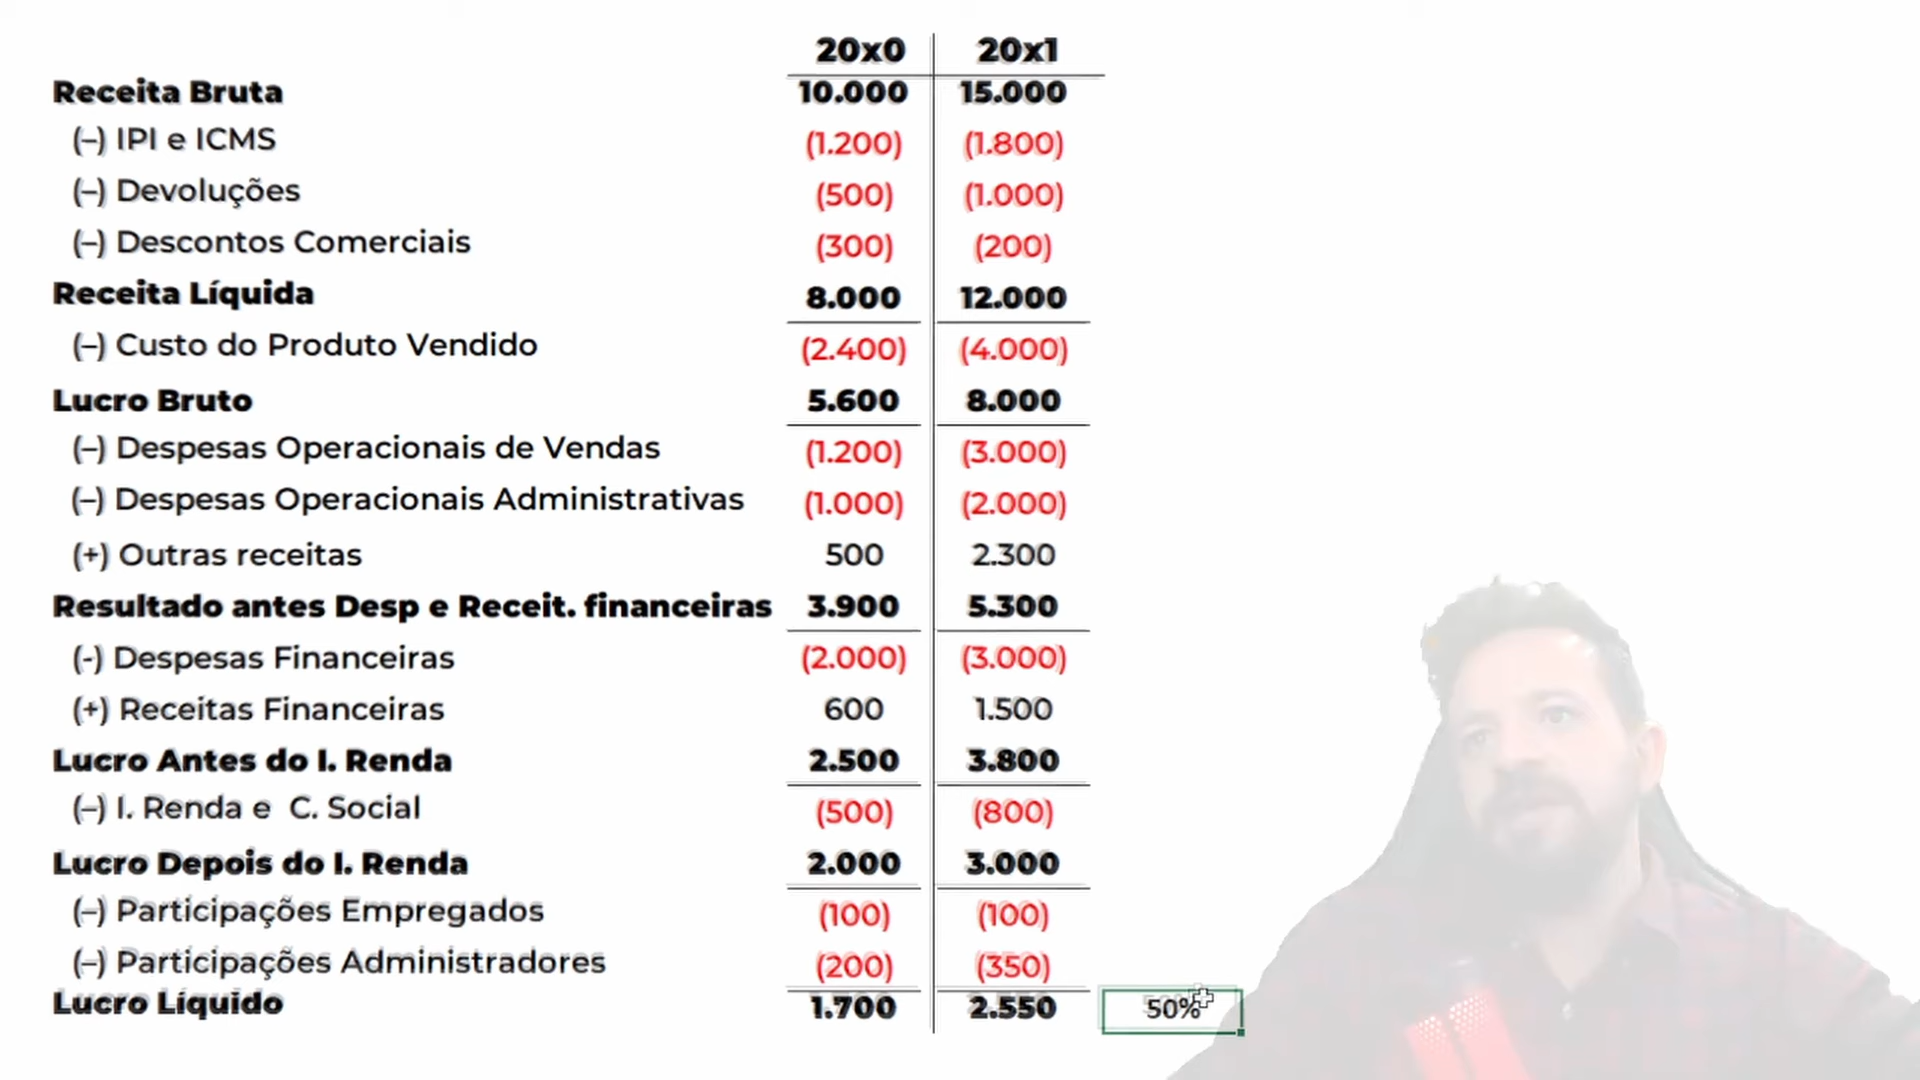 20x0 20x1
Receita Bruta 10.000 15.000
(–) IPI e ICMS (1.200) (1.800)
(–) Devoluções (500) (1.000)
(–) Descontos Comerciais (300) (200)
Receita Líquida 8.000 12.000
(–) Custo do Produto Vendido (2.400) (4.000)
Lucro Bruto 5.600 8.000
(–) Despesas Operacionais de Vendas (1.200) (3.000)
(–) Despesas Operacionais Administrativas (1.000) (2.000)
(+) Outras receitas 500 2.300
Resultado antes Desp e Receit. financeiras 3.900 5.300
(-) Despesas Financeiras (2.000) (3.000)
(+) Receitas Financeiras 600 1.500
Lucro Antes do I. Renda 2.500 3.800
(–) I. Renda e C. Social (500) (800)
Lucro Depois do I. Renda 2.000 3.000
(–) Participações Empregados (100) (100)
(–) Participações Administradores (200) (350)
Lucro Líquido 1.700 2.550 50%